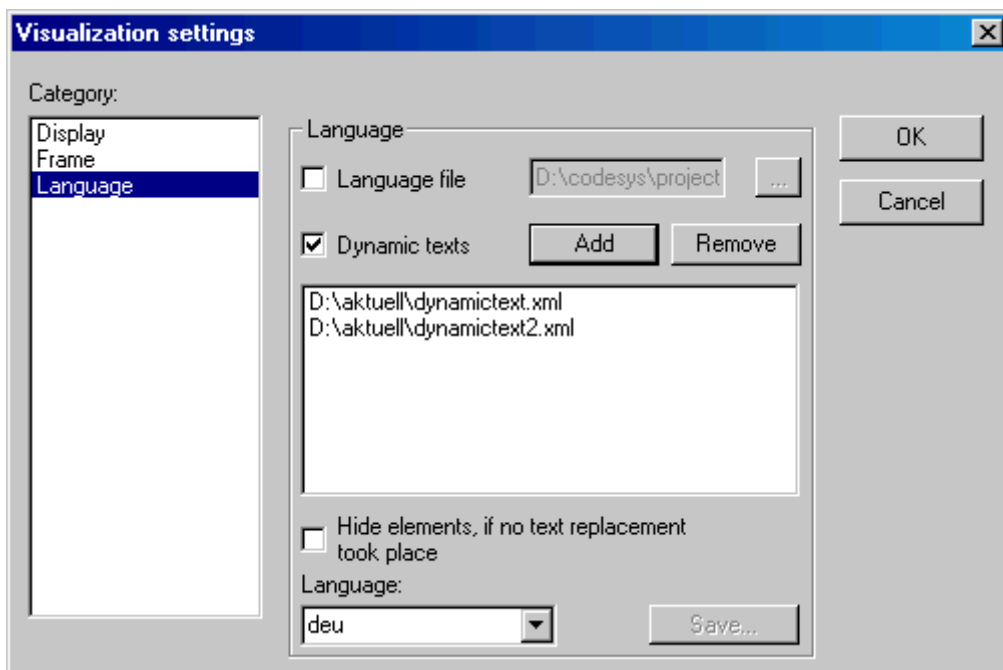 Visualization settings
Category:
Display
Frame
Language
Language
Language file
D:\codesys\project
...
Dynamic texts
Add
Remove
D:\aktuell\dynamictext.xml
D:\aktuell\dynamictext2.xml
Hide elements, if no text replacement
took place
Language:
deu
Save...
OK
Cancel